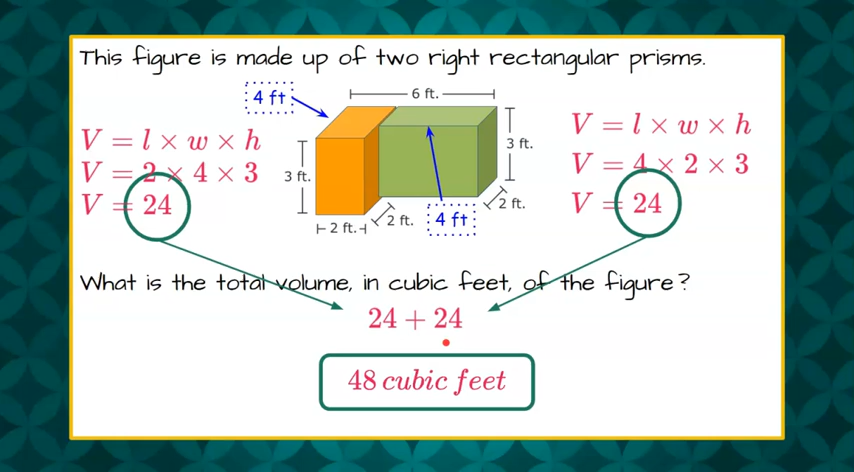 This figure is made up of two right rectangular prisms.
4 ft
6 ft.
V = l × w × h
V = 2 × 4 × 3
V = 24
3 ft.
2 ft.
2 ft.
4 ft
2 ft.
3 ft.
V = l × w × h
V = 4 × 2 × 3
V = 24
What is the total volume, in cubic feet, of the figure?
24 + 24
48 cubic feet